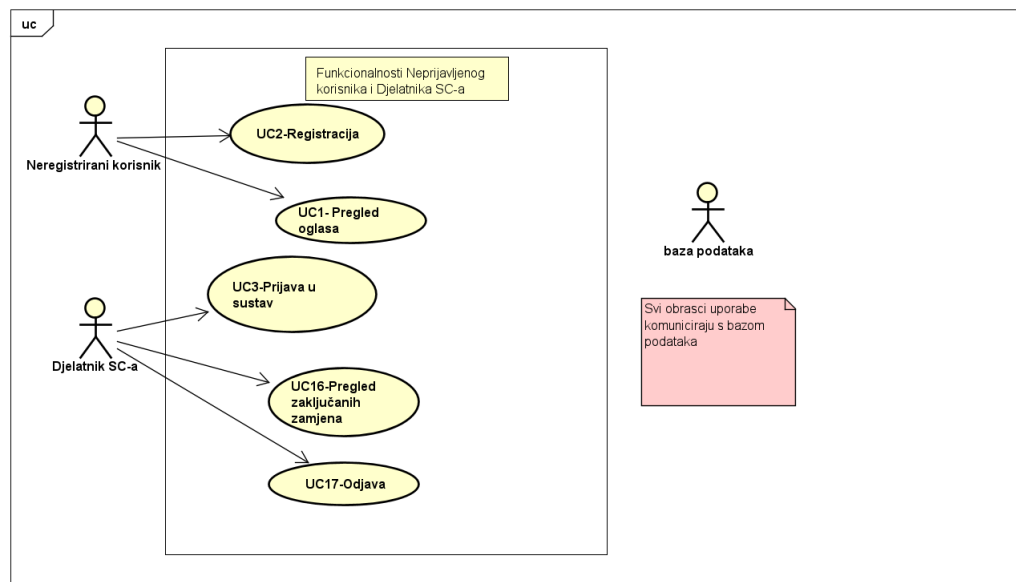 uc
Funkcionalnosti Neprijavljenog
korisnika i Djelatnika SC-a
UC2-Registracija
Neregistrirani korisnik
UC1- Pregled
oglasa
baza podataka
UC3-Prijava u
sustav
Svi obrasci uporabe
komuniciraju s bazom
podataka
Djelatnik SC-a
UC16-Pregled
zaključanih
zamjena
UC17-Odjava